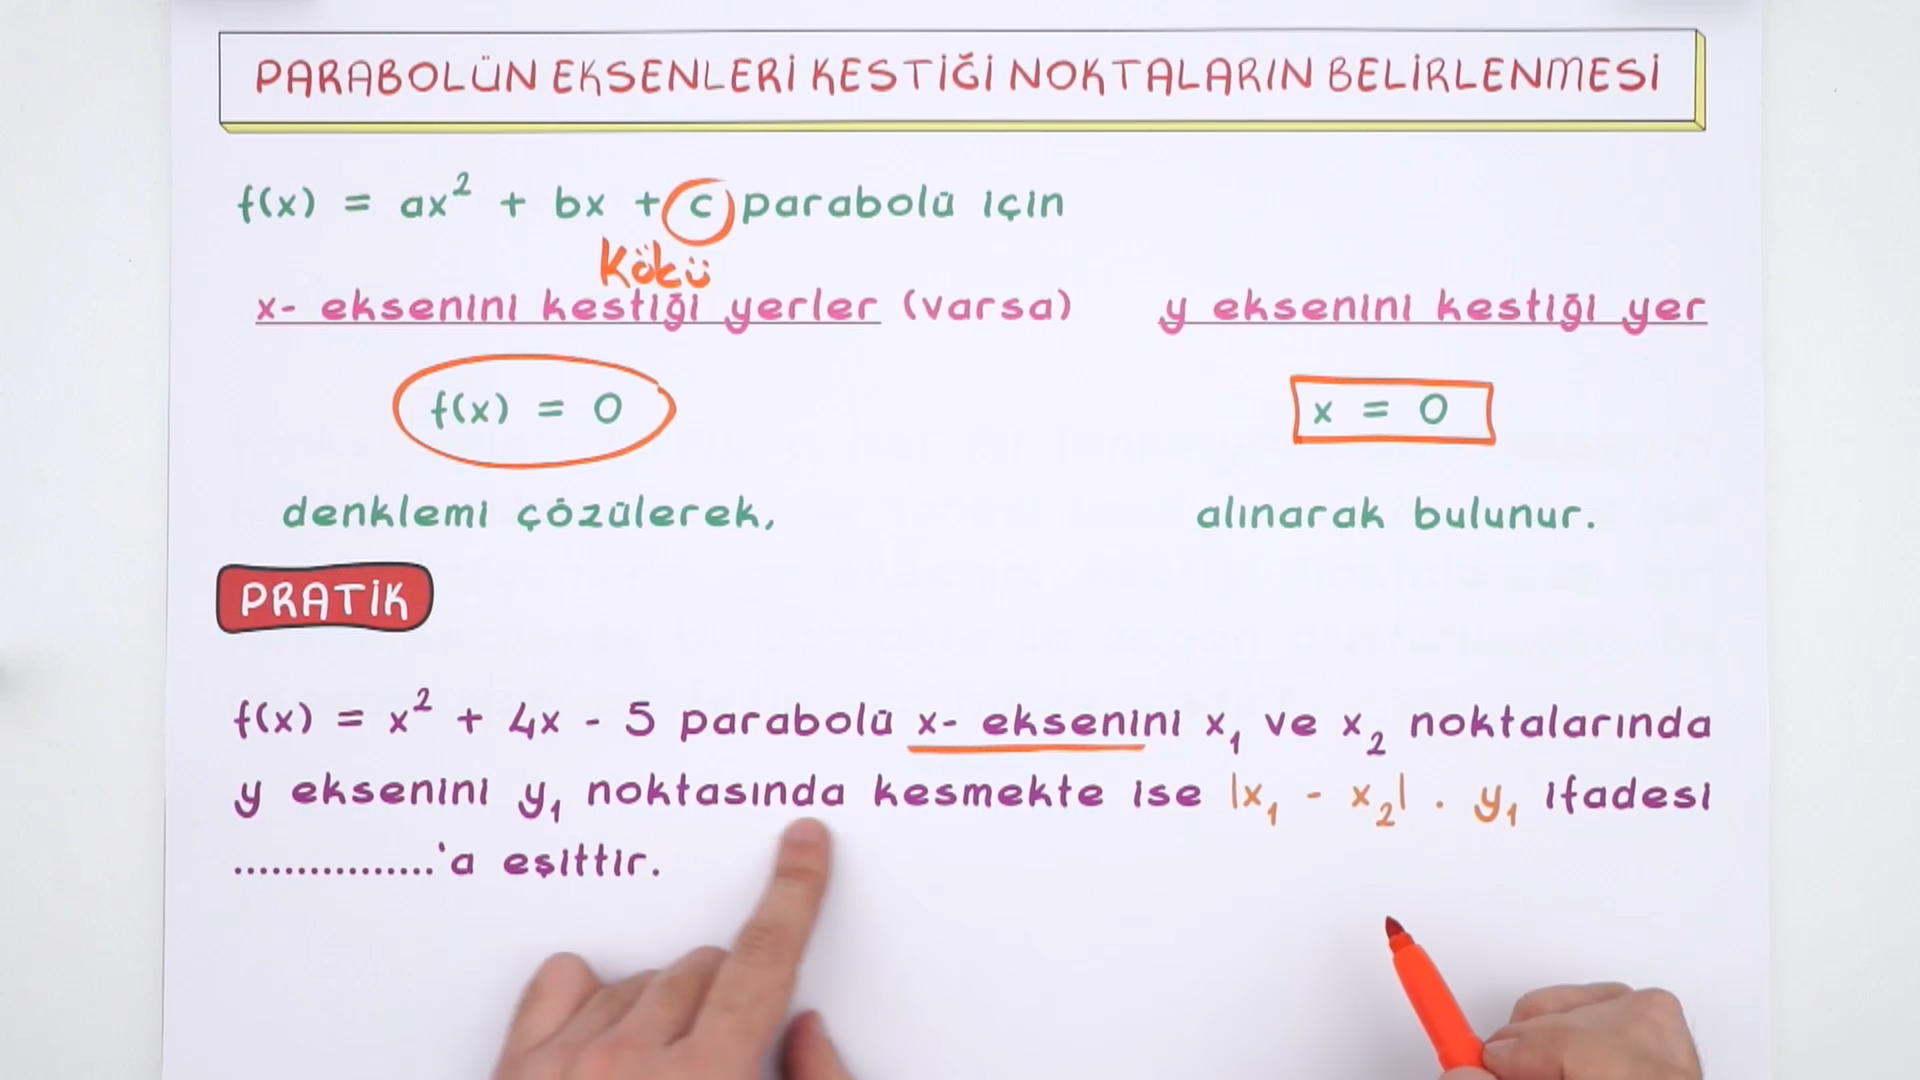 PARABOLÜN EKSENLERİ KESTİĞİ NOKTALARIN BELİRLENMESİ
f(x) = ax² + bx + c parabolü için
Kökü
x- eksenini kestiği yerler (varsa)
y eksenini kestiği yer
f(x) = 0
x = 0
denklemi çözülerek,
alınarak bulunur.
PRATİK
f(x) = x² + 4x - 5 parabolü x- eksenini x₁ ve x₂ noktalarında
y eksenini y₁ noktasında kesmekte ise |x₁ - x₂| . y₁ ifadesi
................'a eşittir.